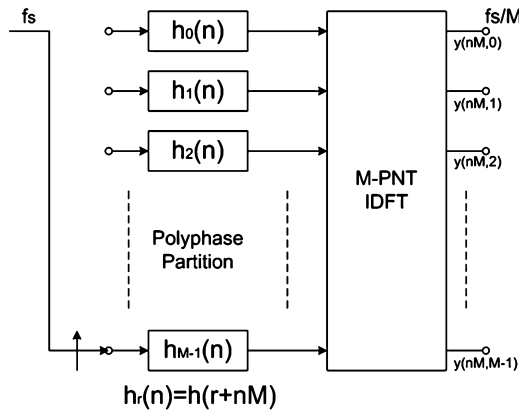 fs
fs/M
h0(n)
y(nM,0)
h1(n)
y(nM,1)
h2(n)
y(nM,2)
M-PNT
IDFT
Polyphase
Partition
hM-1(n)
y(nM,M-1)
hr(n)=h(r+nM)